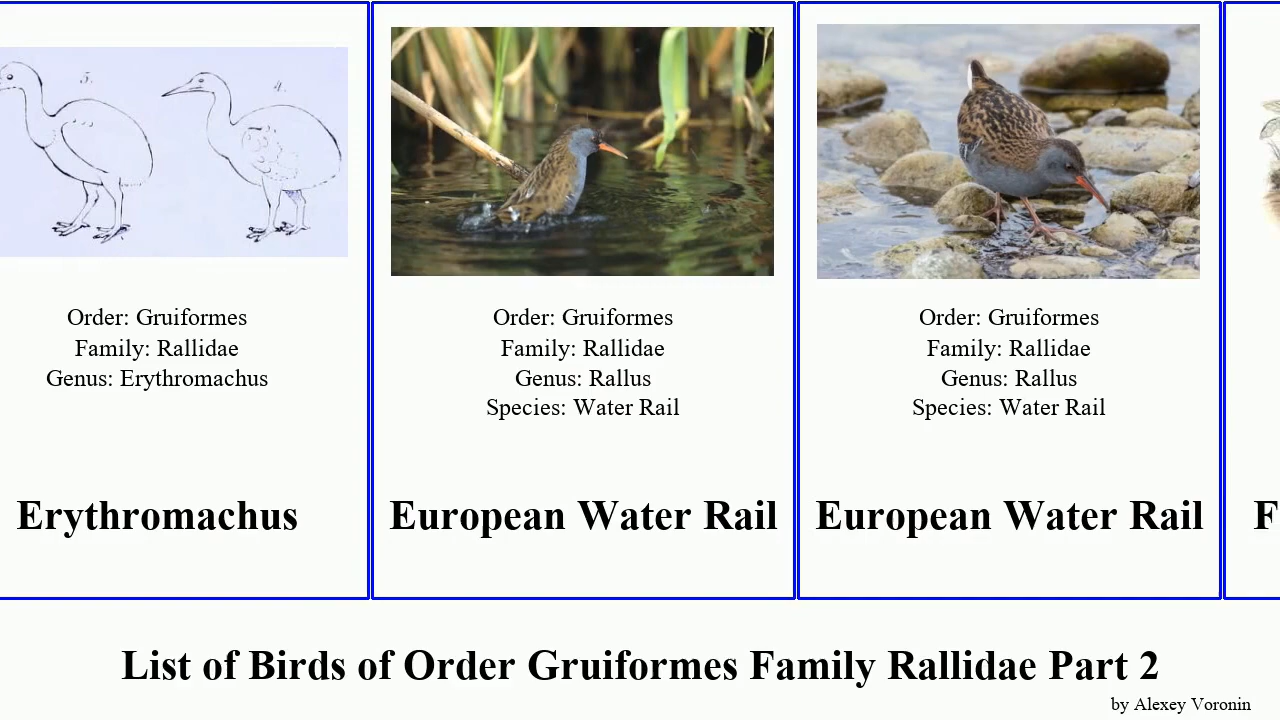 3.
4.
Order: Gruiformes
Family: Rallidae
Genus: Erythromachus
Erythromachus
Order: Gruiformes
Family: Rallidae
Genus: Rallus
Species: Water Rail
European Water Rail
Order: Gruiformes
Family: Rallidae
Genus: Rallus
Species: Water Rail
European Water Rail
F
List of Birds of Order Gruiformes Family Rallidae Part 2
by Alexey Voronin